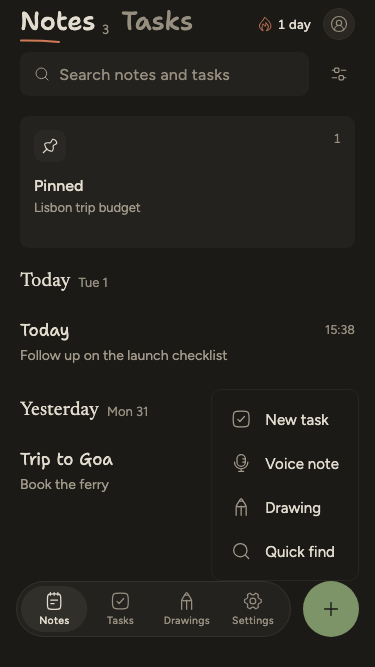 Notes 3 Tasks 1 day
Search notes and tasks
1
Pinned
Lisbon trip budget
Today Tue 1
Today 15:38
Follow up on the launch checklist
Yesterday Mon 31
Trip to Goa
Book the ferry
New task
Voice note
Drawing
Quick find
Notes Tasks Drawings Settings